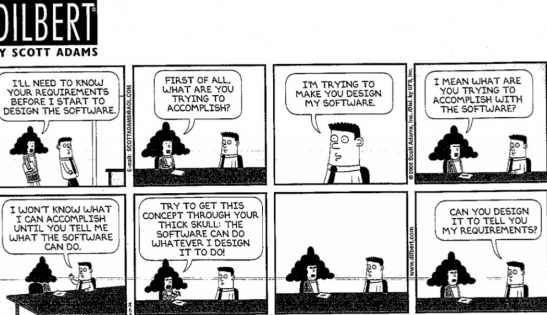 DILBERT
BY SCOTT ADAMS
I'LL NEED TO KNOW
YOUR REQUIREMENTS
BEFORE I START TO
DESIGN THE SOFTWARE.
FIRST OF ALL,
WHAT ARE YOU
TRYING TO
ACCOMPLISH?
I'M TRYING TO
MAKE YOU DESIGN
MY SOFTWARE.
I MEAN WHAT ARE
YOU TRYING TO
ACCOMPLISH WITH
THE SOFTWARE?
I WON'T KNOW WHAT
I CAN ACCOMPLISH
UNTIL YOU TELL ME
WHAT THE SOFTWARE
CAN DO.
TRY TO GET THIS
CONCEPT THROUGH YOUR
THICK SKULL: THE
SOFTWARE CAN DO
WHATEVER I DESIGN
IT TO DO!
CAN YOU DESIGN
IT TO TELL YOU
MY REQUIREMENTS?
www.dilbert.com